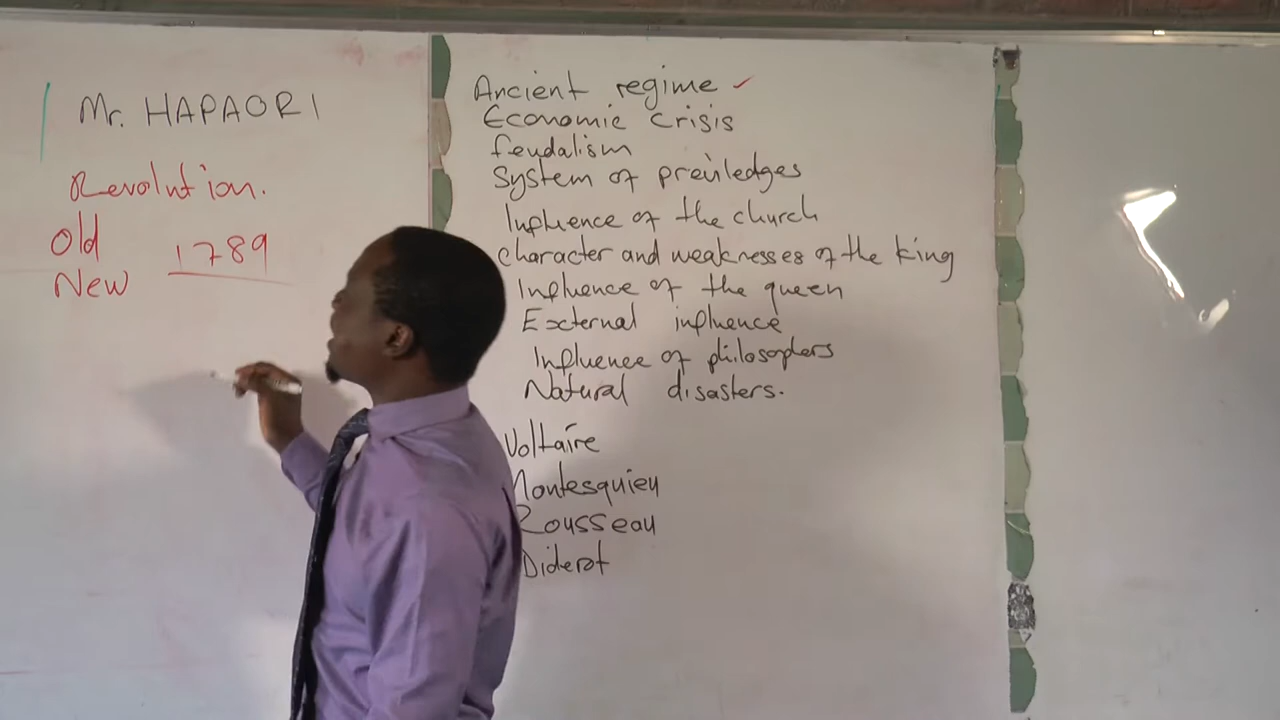 Mr. HAPAORI
Revolution.
Old
1789
New
Ancient regime ✓
Economic crisis
feudalism
System of previledges
Influence of the church
character and weaknesses of the king
Influence of the queen
External influence
Influence of philosophers
Natural disasters.
Voltaire
Montesquieu
Rousseau
Diderot